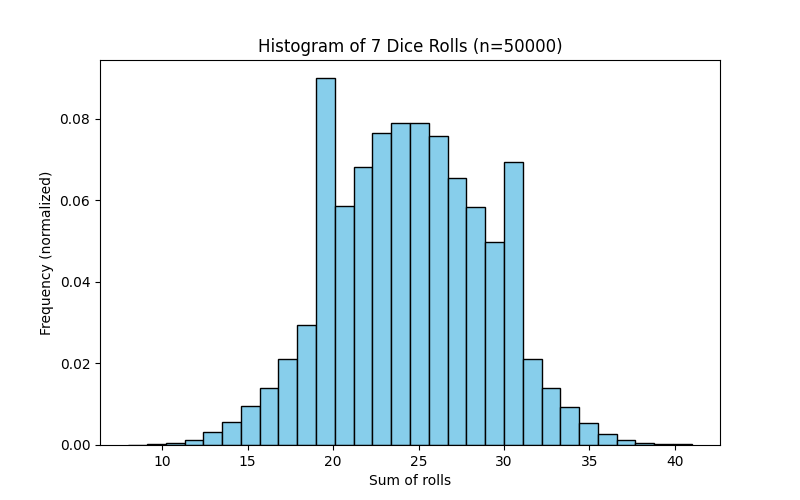 Histogram of 7 Dice Rolls (n=50000)
Frequency (normalized)
0.08
0.06
0.04
0.02
0.00
10 15 20 25 30 35 40
Sum of rolls